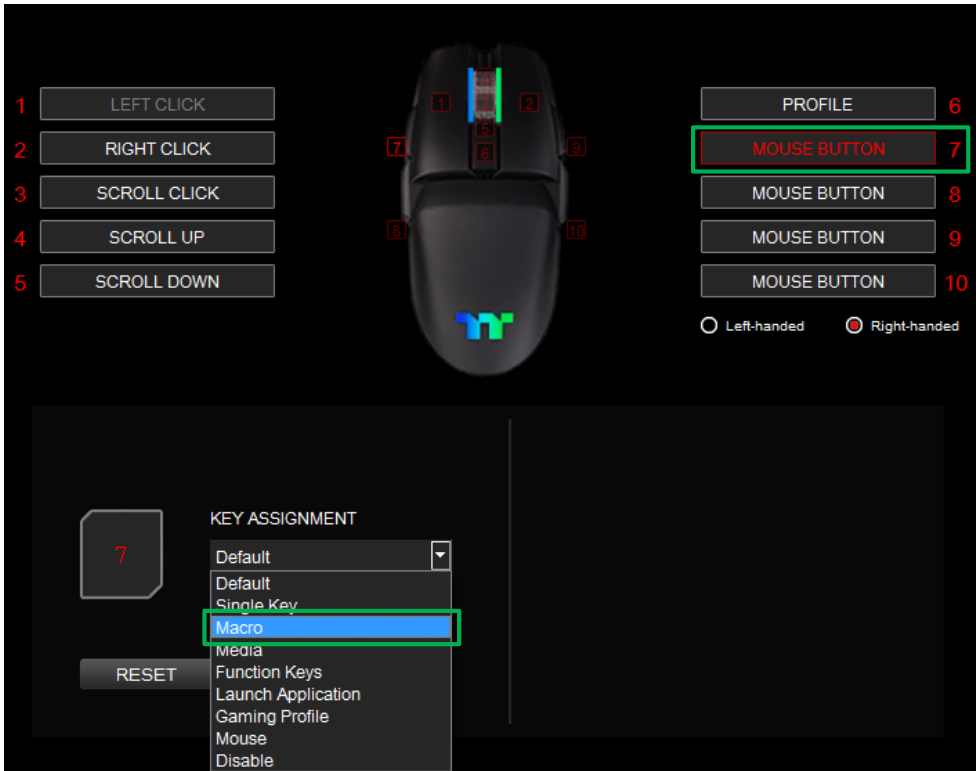 1 LEFT CLICK
2 RIGHT CLICK
3 SCROLL CLICK
4 SCROLL UP
5 SCROLL DOWN
1
2
5
6
7
9
8
10
PROFILE 6
MOUSE BUTTON 7
MOUSE BUTTON 8
MOUSE BUTTON 9
MOUSE BUTTON 10
Left-handed Right-handed
7
KEY ASSIGNMENT
Default
Default
Single Key
Macro
Media
Function Keys
Launch Application
Gaming Profile
Mouse
Disable
RESET